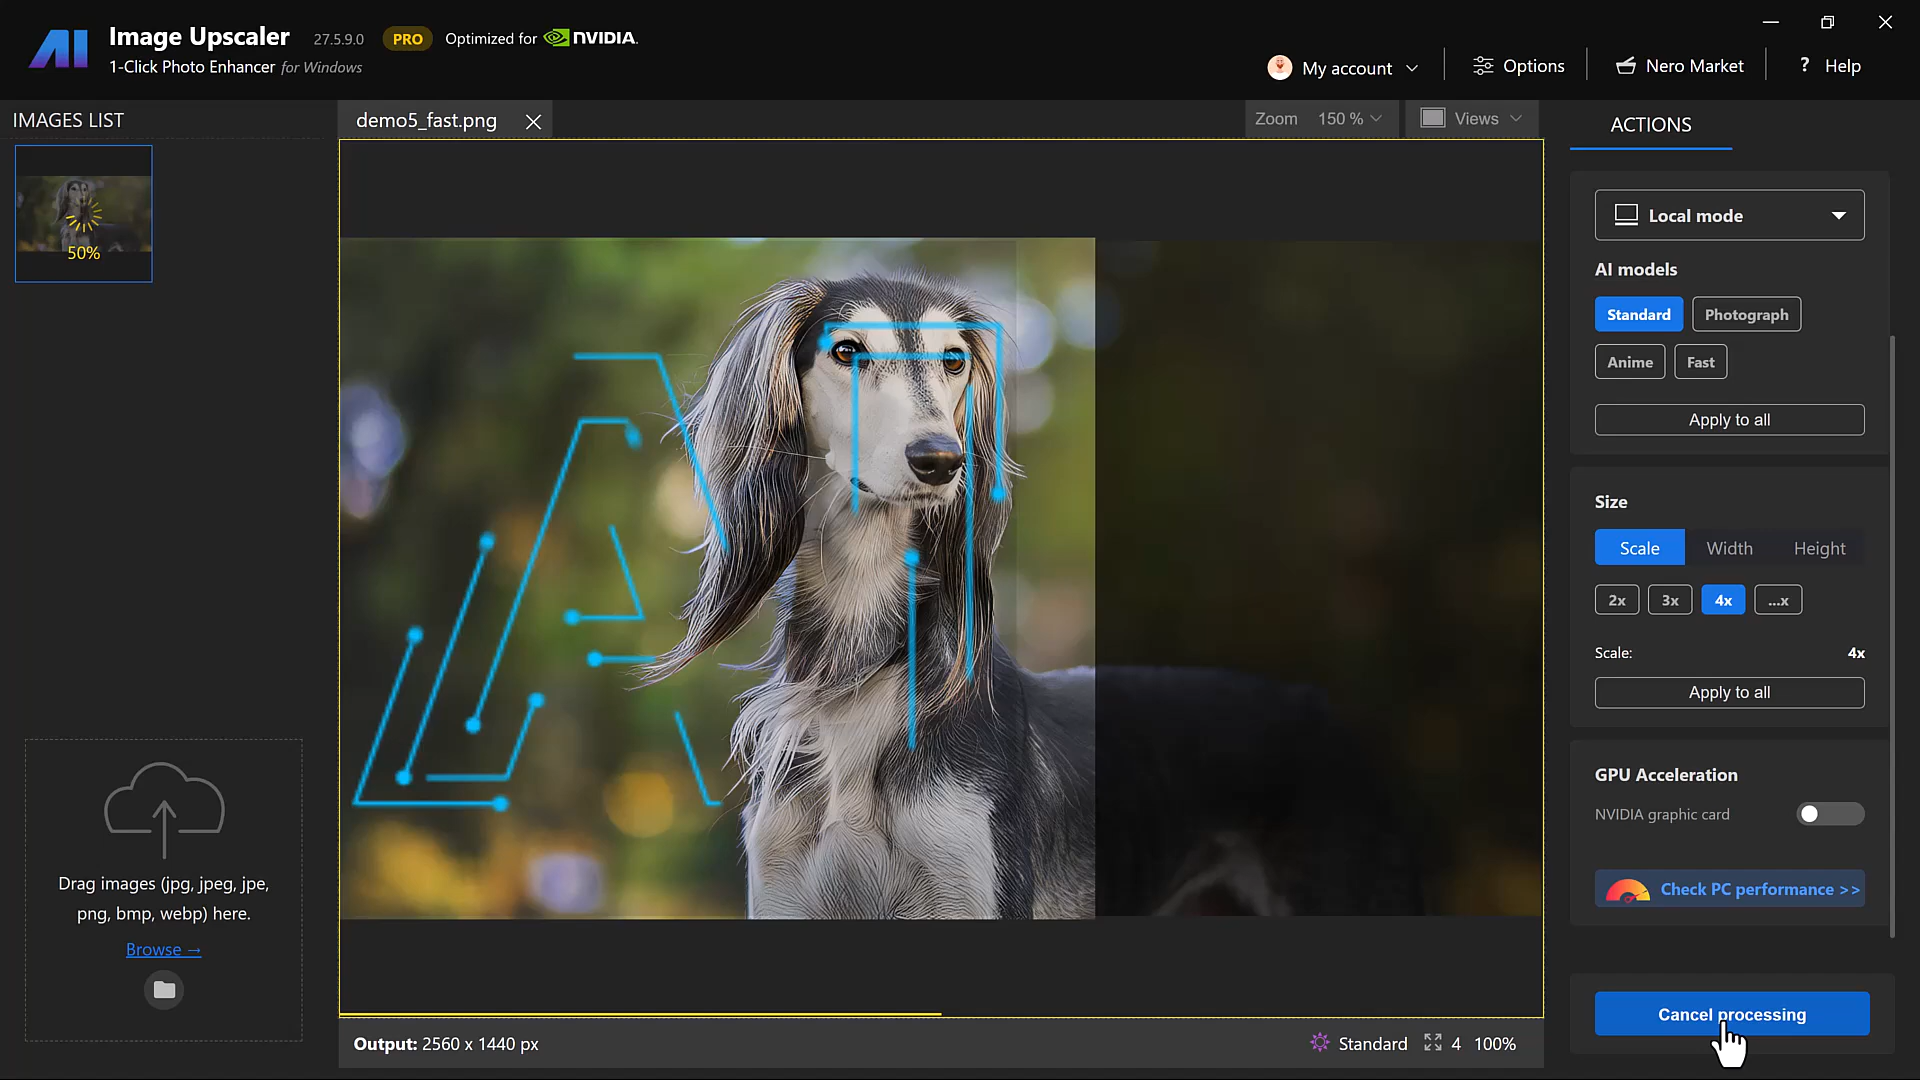 AI
Image Upscaler 27.5.9.0 PRO Optimized for NVIDIA.
1-Click Photo Enhancer for Windows
My account
Options
Nero Market
? Help
IMAGES LIST
demo5_fast.png
Zoom 150 %
Views
ACTIONS
50%
Local mode
AI models
Standard
Photograph
Anime
Fast
Apply to all
Size
Scale
Width
Height
2x
3x
4x
...x
Scale: 4x
Apply to all
GPU Acceleration
NVIDIA graphic card
Check PC performance >>
Cancel processing
Drag images (jpg, jpeg, jpe,
png, bmp, webp) here.
Browse →
AI
Output: 2560 x 1440 px
Standard
4
100%